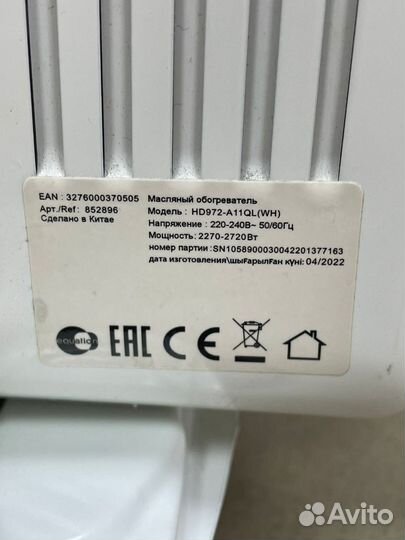 EAN : 3276000370505
Арт./Ref : 852896
Сделано в Китае
Масляный обогреватель
Модель : HD972-A11QL(WH)
Напряжение : 220-240В~ 50/60Гц
Мощность: 2270-2720Вт
номер партии :SN1058900030042201377163
дата изготовления\шығарылған күні: 04/2022
equation
EAC CE
Avito